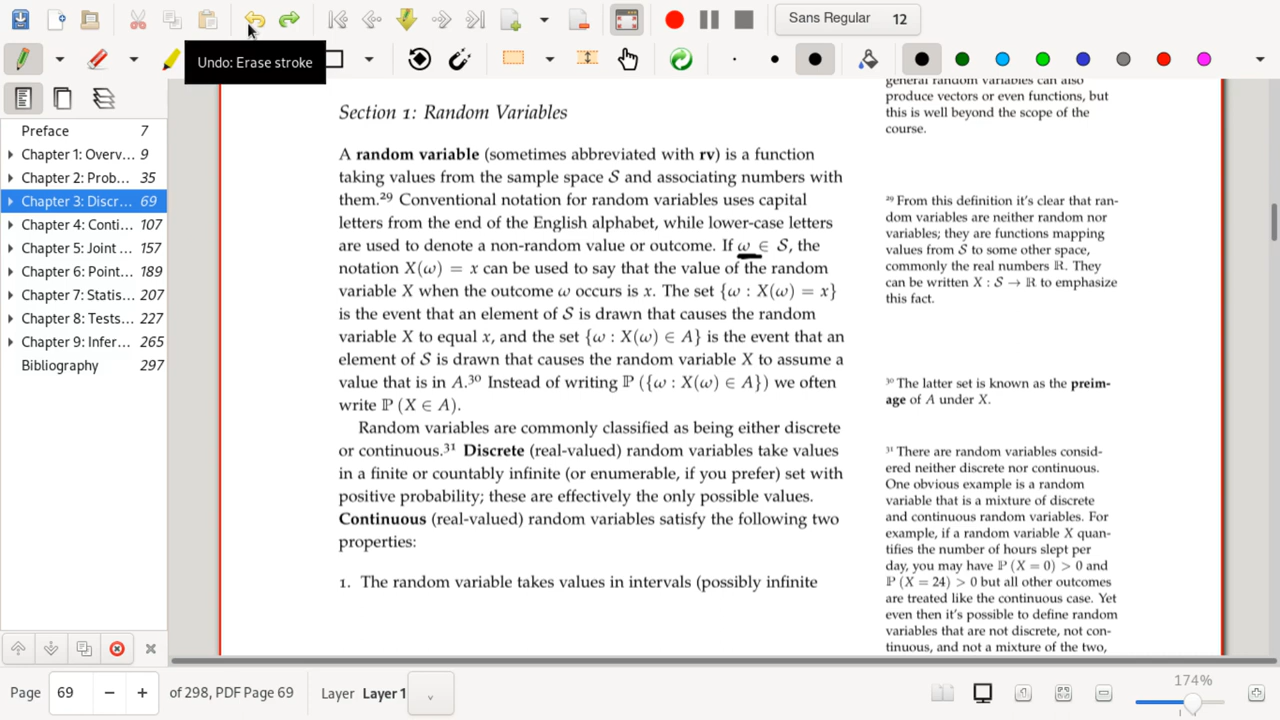 Sans Regular 12
Undo: Erase stroke
Preface 7
Chapter 1: Overv... 9
Chapter 2: Prob... 35
Chapter 3: Discr... 69
Chapter 4: Conti... 107
Chapter 5: Joint ... 157
Chapter 6: Point... 189
Chapter 7: Statis... 207
Chapter 8: Tests... 227
Chapter 9: Infer... 265
Bibliography 297
Section 1: Random Variables
A random variable (sometimes abbreviated with rv) is a function
taking values from the sample space S and associating numbers with
them.²⁹ Conventional notation for random variables uses capital
letters from the end of the English alphabet, while lower-case letters
are used to denote a non-random value or outcome. If ω ∈ S, the
notation X(ω) = x can be used to say that the value of the random
variable X when the outcome ω occurs is x. The set {ω : X(ω) = x}
is the event that an element of S is drawn that causes the random
variable X to equal x, and the set {ω : X(ω) ∈ A} is the event that an
element of S is drawn that causes the random variable X to assume a
value that is in A.³⁰ Instead of writing ℙ ({ω : X(ω) ∈ A}) we often
write ℙ (X ∈ A).
Random variables are commonly classified as being either discrete
or continuous.³¹ Discrete (real-valued) random variables take values
in a finite or countably infinite (or enumerable, if you prefer) set with
positive probability; these are effectively the only possible values.
Continuous (real-valued) random variables satisfy the following two
properties:
1. The random variable takes values in intervals (possibly infinite
general random variables can also
produce vectors or even functions, but
this is well beyond the scope of the
course.
²⁹ From this definition it's clear that ran-
dom variables are neither random nor
variables; they are functions mapping
values from S to some other space,
commonly the real numbers ℝ. They
can be written X : S → ℝ to emphasize
this fact.
³⁰ The latter set is known as the preim-
age of A under X.
³¹ There are random variables consid-
ered neither discrete nor continuous.
One obvious example is a random
variable that is a mixture of discrete
and continuous random variables. For
example, if a random variable X quan-
tifies the number of hours slept per
day, you may have ℙ (X = 0) > 0 and
ℙ (X = 24) > 0 but all other outcomes
are treated like the continuous case. Yet
even then it's possible to define random
variables that are not discrete, not con-
tinuous, and not a mixture of the two,
Page 69 of 298, PDF Page 69 Layer Layer 1
174%